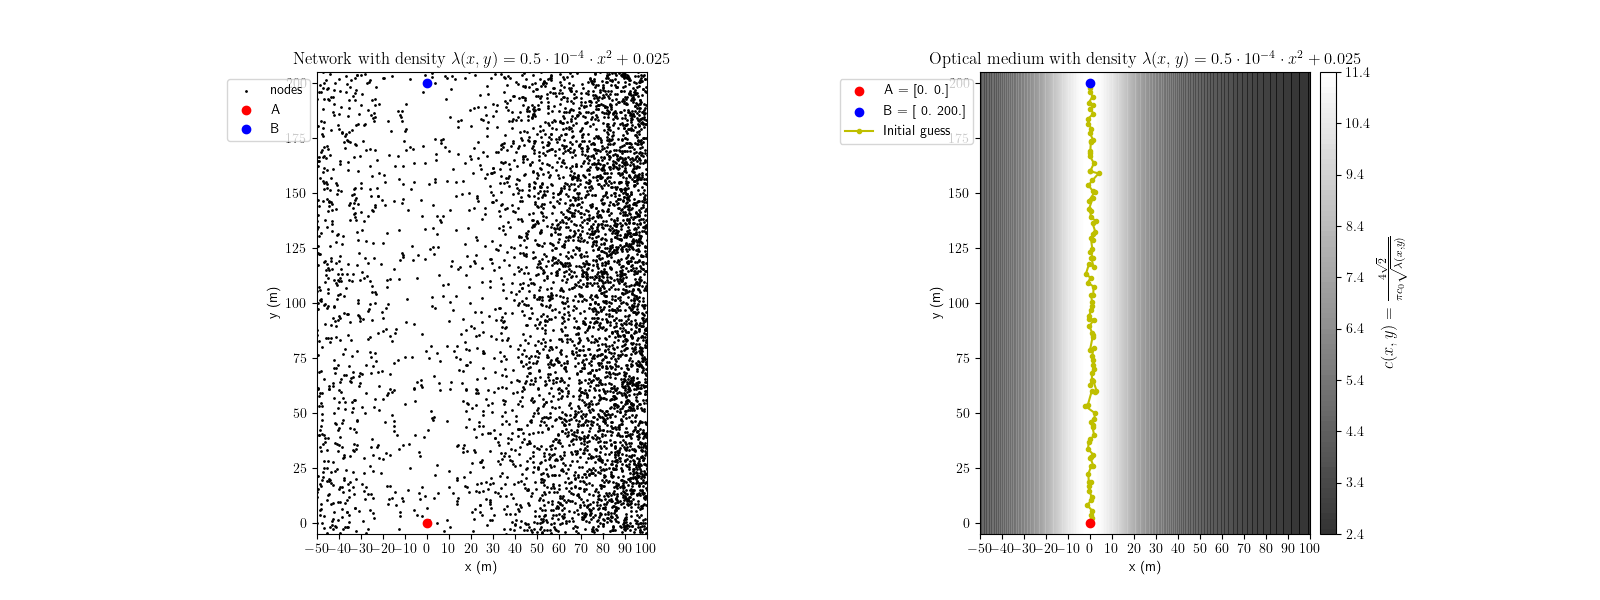 Network with density λ(x, y) = 0.5 · 10⁻⁴ · x² + 0.025
nodes
A
B
200
175
150
125
100
75
50
25
0
y (m)
−50 −40 −30 −20 −10 0 10 20 30 40 50 60 70 80 90 100
x (m)
Optical medium with density λ(x, y) = 0.5 · 10⁻⁴ · x² + 0.025
A = [0. 0.]
B = [ 0. 200.]
Initial guess
200
175
150
125
100
75
50
25
0
y (m)
−50 −40 −30 −20 −10 0 10 20 30 40 50 60 70 80 90 100
x (m)
11.4
10.4
9.4
8.4
7.4
6.4
5.4
4.4
3.4
2.4
c(x, y) = 4√2 / πc₀√λ(x,y)